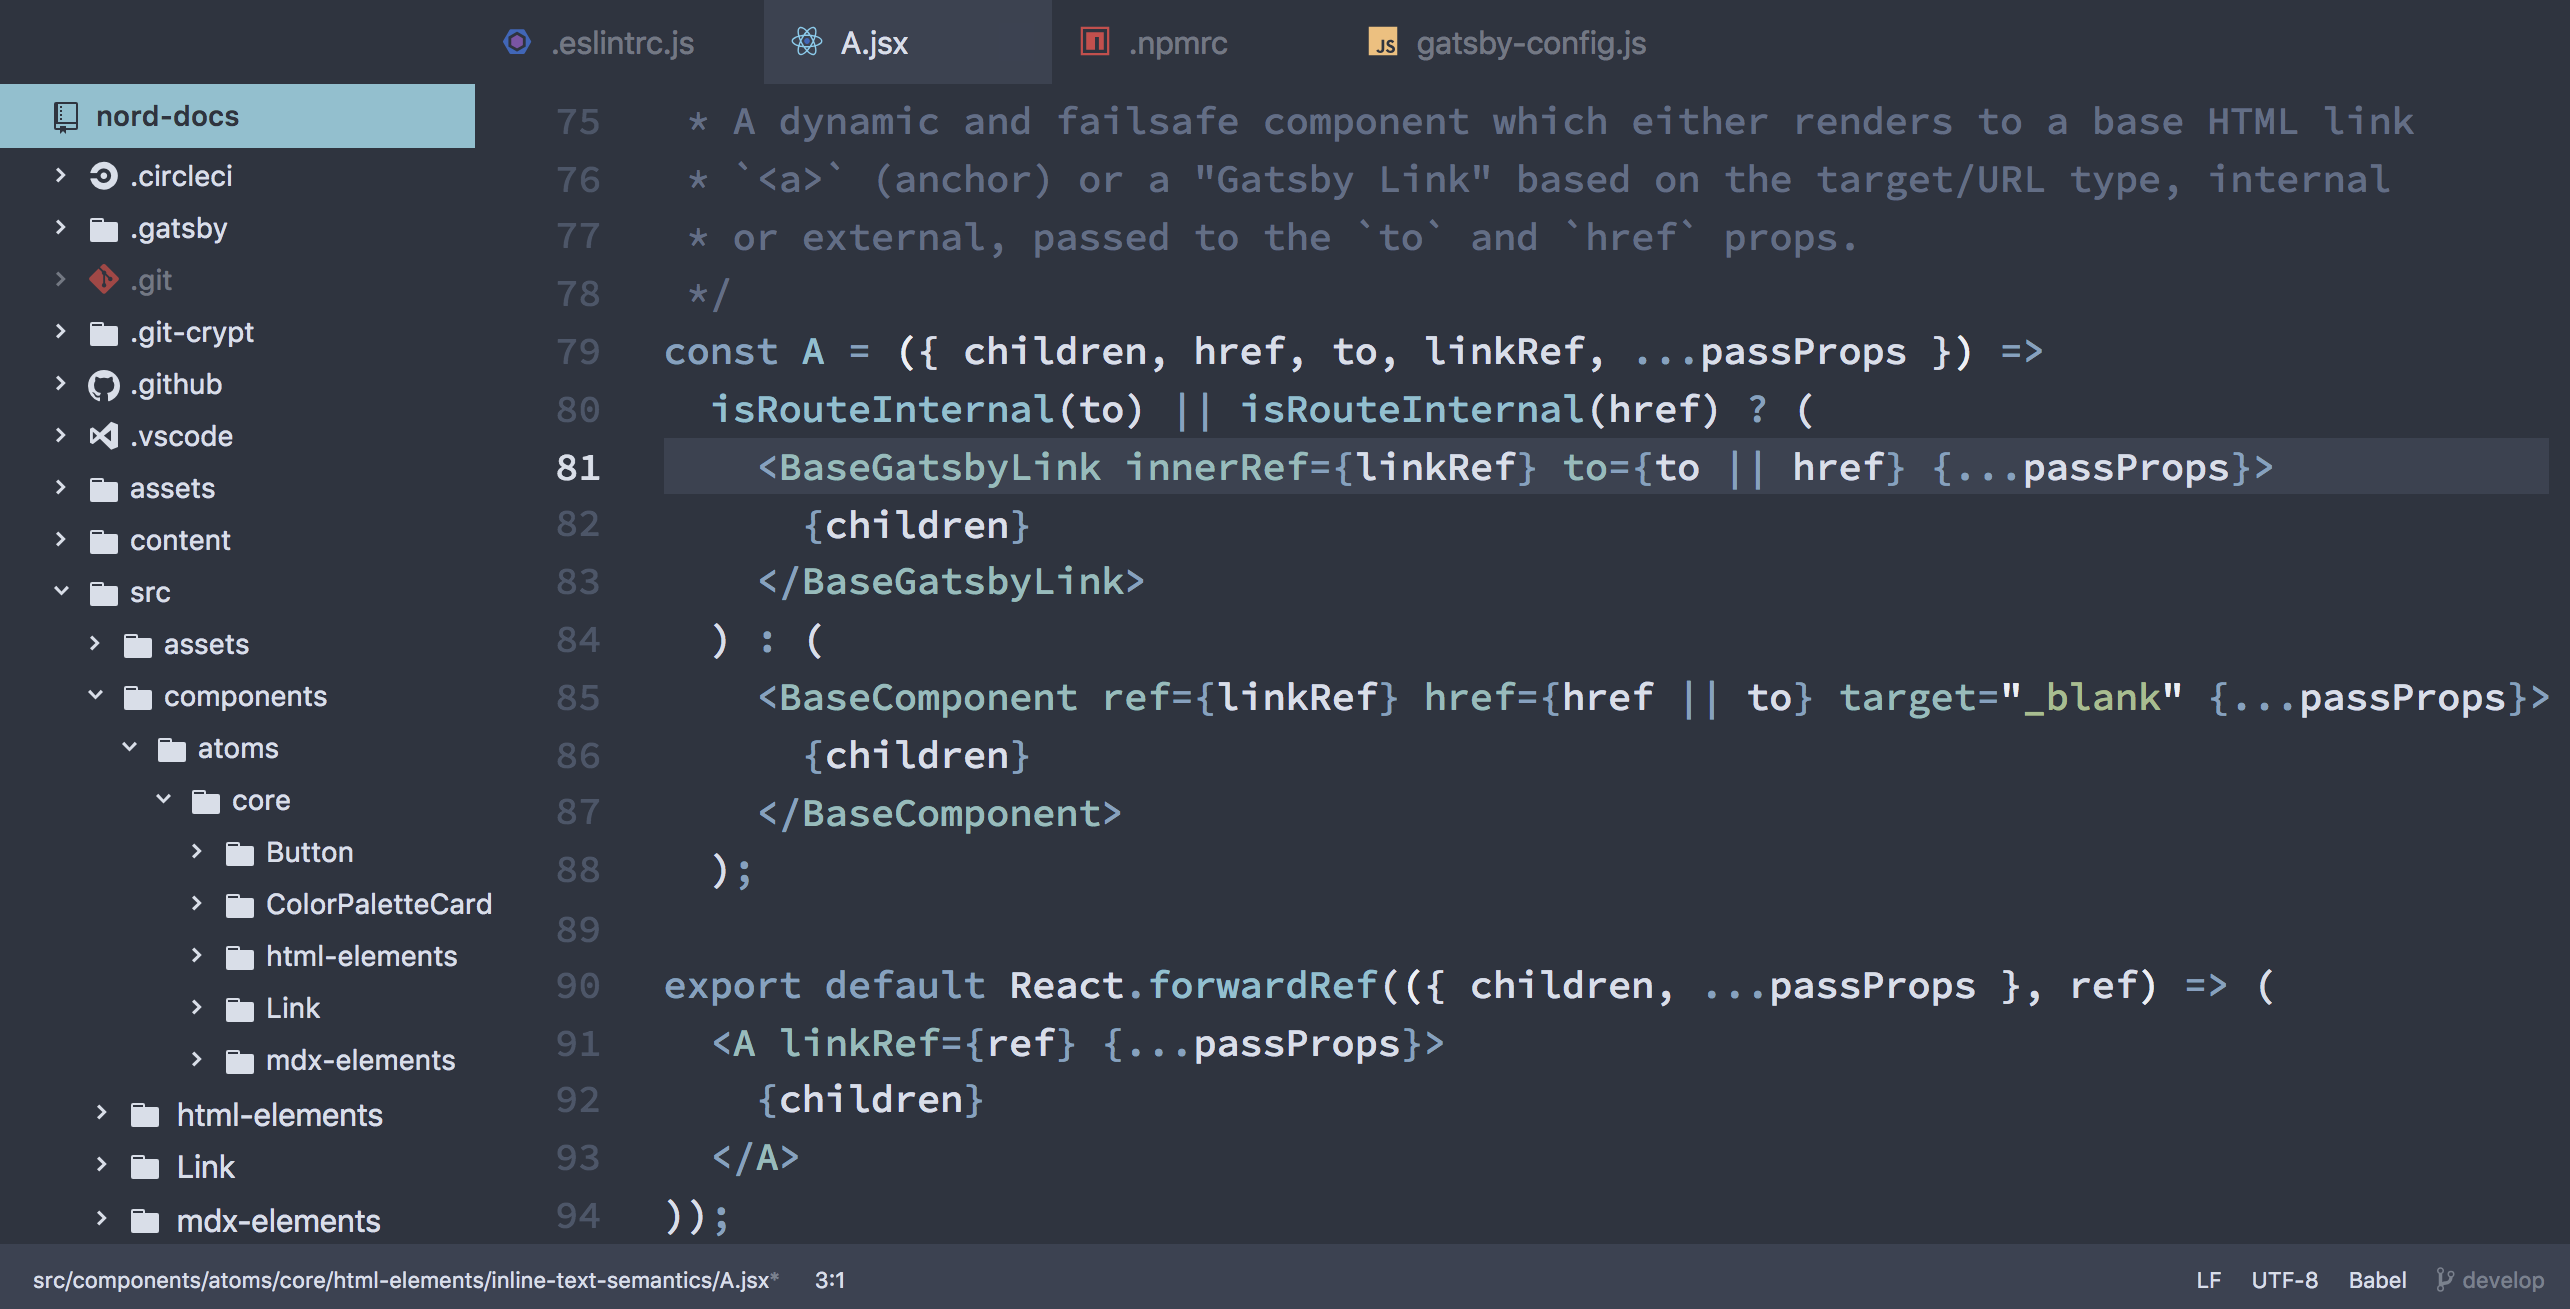 .eslintrc.js
A.jsx
.npmrc
JS gatsby-config.js
nord-docs
.circleci
.gatsby
.git
.git-crypt
.github
.vscode
assets
content
src
assets
components
atoms
core
Button
ColorPaletteCard
html-elements
Link
mdx-elements
html-elements
Link
mdx-elements
75  * A dynamic and failsafe component which either renders to a base HTML link
76  * `<a>` (anchor) or a "Gatsby Link" based on the target/URL type, internal
77  * or external, passed to the `to` and `href` props.
78  */
79 const A = ({ children, href, to, linkRef, ...passProps }) =>
80   isRouteInternal(to) || isRouteInternal(href) ? (
81     <BaseGatsbyLink innerRef={linkRef} to={to || href} {...passProps}>
82       {children}
83     </BaseGatsbyLink>
84   ) : (
85     <BaseComponent ref={linkRef} href={href || to} target="_blank" {...passProps}>
86       {children}
87     </BaseComponent>
88   );
89
90 export default React.forwardRef(({ children, ...passProps }, ref) => (
91   <A linkRef={ref} {...passProps}>
92     {children}
93   </A>
94 ));
src/components/atoms/core/html-elements/inline-text-semantics/A.jsx* 3:1 LF UTF-8 Babel develop